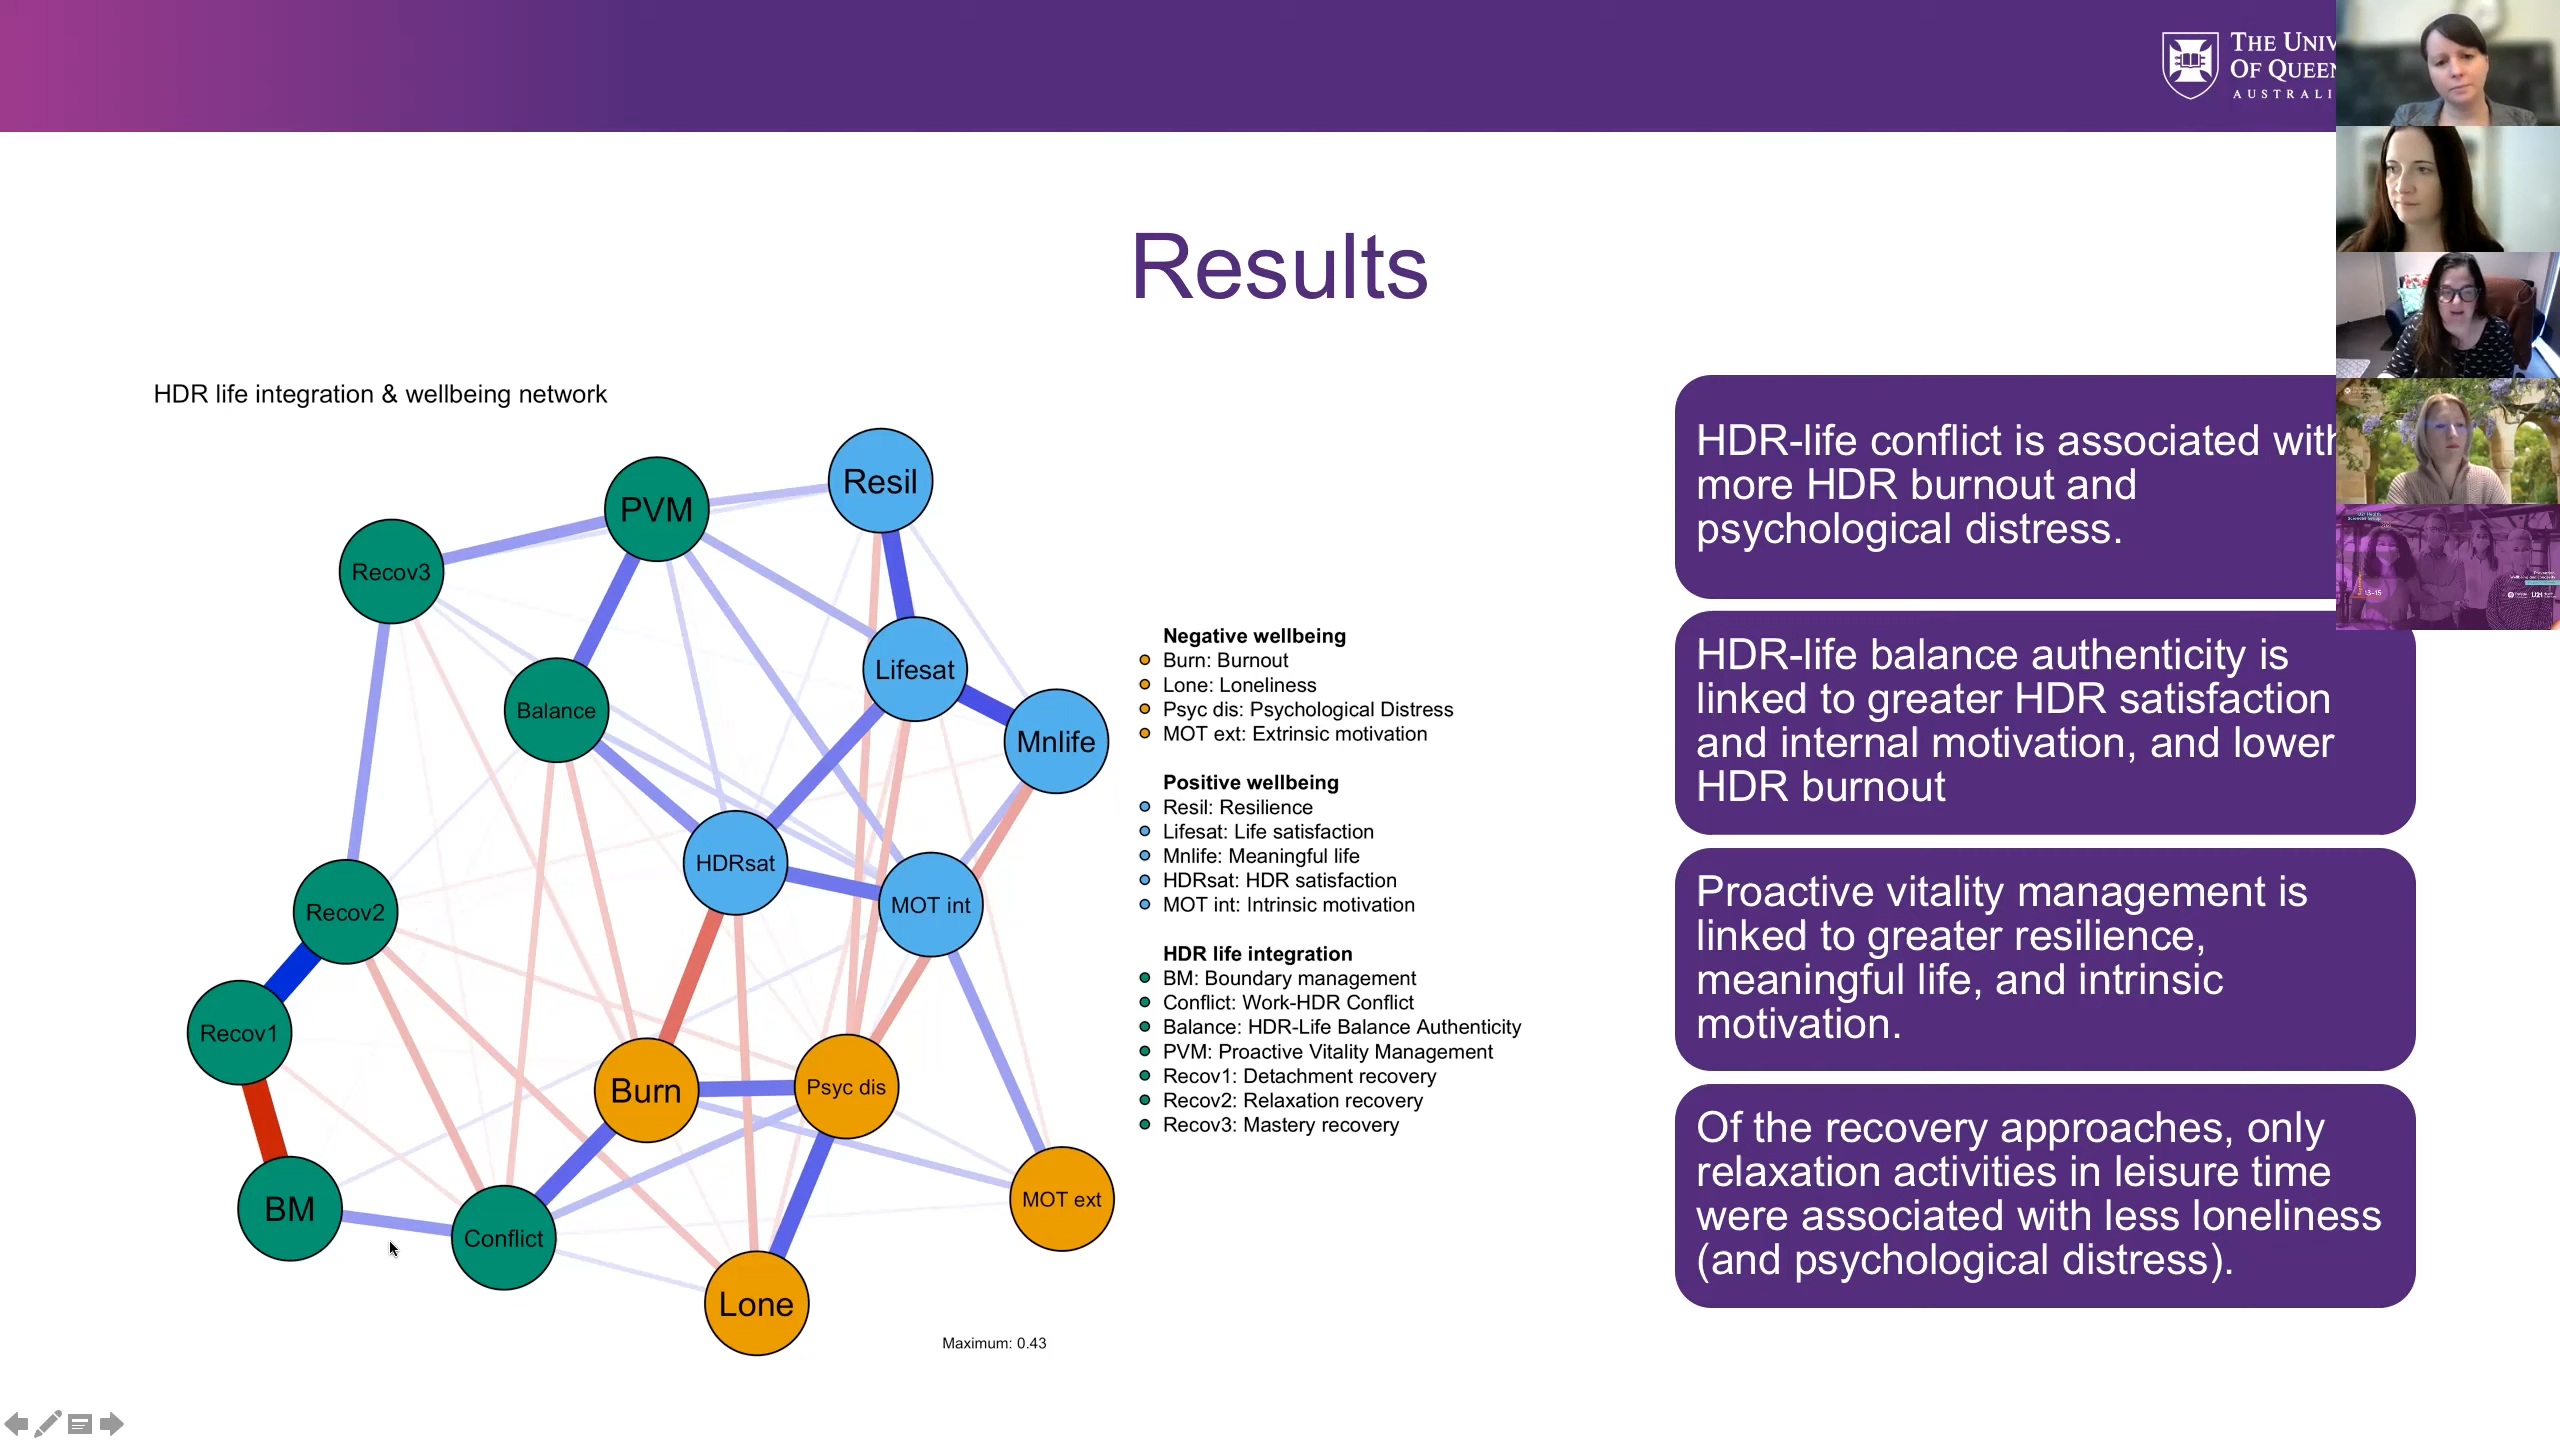 THE UNIV
OF QUEEN
AUSTRALI
Results
HDR life integration & wellbeing network
Resil
PVM
Recov3
Lifesat
Balance
Mnlife
HDRsat
MOT int
Recov2
Recov1
Burn
Psyc dis
MOT ext
BM
Conflict
Lone
Maximum: 0.43
Negative wellbeing
Burn: Burnout
Lone: Loneliness
Psyc dis: Psychological Distress
MOT ext: Extrinsic motivation
Positive wellbeing
Resil: Resilience
Lifesat: Life satisfaction
Mnlife: Meaningful life
HDRsat: HDR satisfaction
MOT int: Intrinsic motivation
HDR life integration
BM: Boundary management
Conflict: Work-HDR Conflict
Balance: HDR-Life Balance Authenticity
PVM: Proactive Vitality Management
Recov1: Detachment recovery
Recov2: Relaxation recovery
Recov3: Mastery recovery
HDR-life conflict is associated with
more HDR burnout and
psychological distress.
HDR-life balance authenticity is
linked to greater HDR satisfaction
and internal motivation, and lower
HDR burnout
Proactive vitality management is
linked to greater resilience,
meaningful life, and intrinsic
motivation.
Of the recovery approaches, only
relaxation activities in leisure time
were associated with less loneliness
(and psychological distress).
U21 Health
Sciences Group
13-15
U21